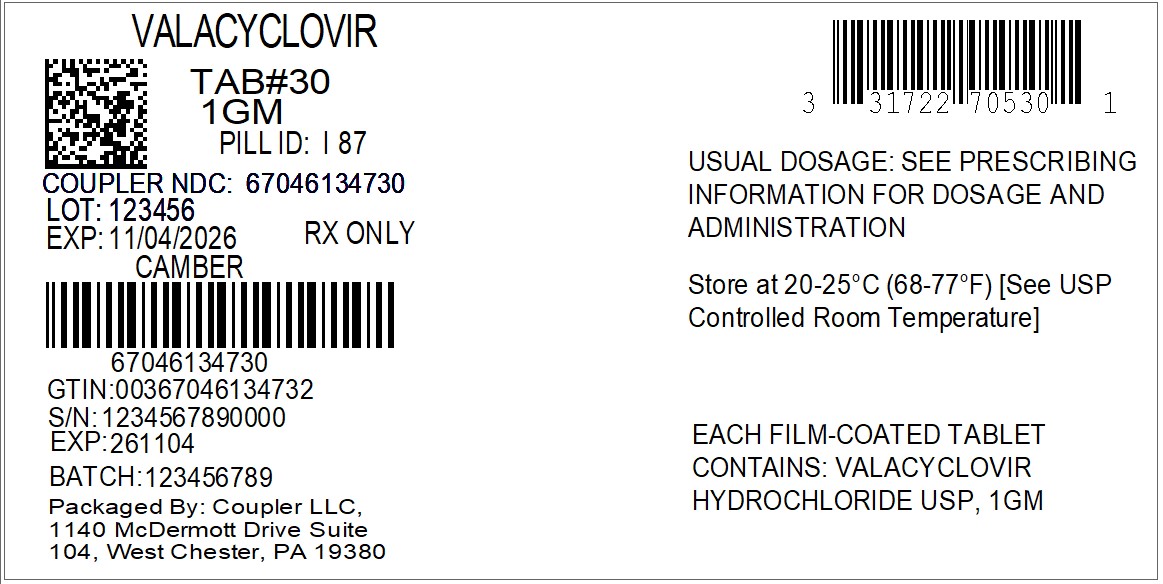 VALACYCLOVIR
TAB#30
1GM
PILL ID: I 87
COUPLER NDC: 67046134730
LOT: 123456
EXP: 11/04/2026
RX ONLY
CAMBER
67046134730
GTIN:00367046134732
S/N:1234567890000
EXP:261104
BATCH:123456789
Packaged By: Coupler LLC,
1140 McDermott Drive Suite
104, West Chester, PA 19380
3 31722 70530 1
USUAL DOSAGE: SEE PRESCRIBING
INFORMATION FOR DOSAGE AND
ADMINISTRATION
Store at 20-25°C (68-77°F) [See USP
Controlled Room Temperature]
EACH FILM-COATED TABLET
CONTAINS: VALACYCLOVIR
HYDROCHLORIDE USP, 1GM